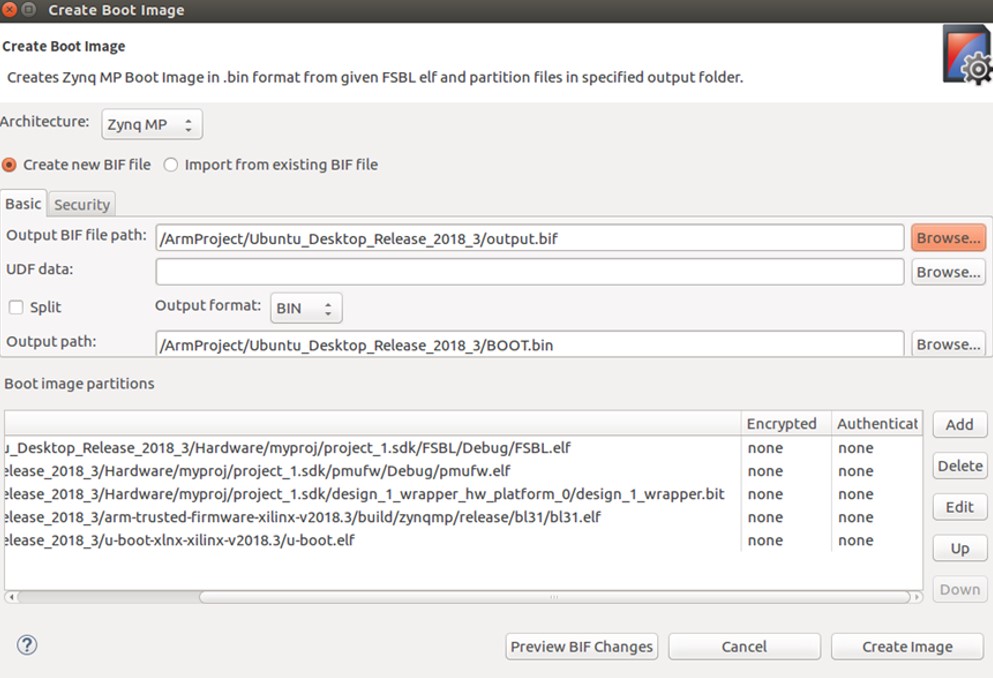 Create Boot Image
Create Boot Image
Creates Zynq MP Boot Image in .bin format from given FSBL elf and partition files in specified output folder.
Architecture: Zynq MP
Create new BIF file Import from existing BIF file
Basic Security
Output BIF file path: /ArmProject/Ubuntu_Desktop_Release_2018_3/output.bif Browse...
UDF data: Browse...
Split Output format: BIN
Output path: /ArmProject/Ubuntu_Desktop_Release_2018_3/BOOT.bin Browse...
Boot image partitions
Encrypted Authenticat Add
u_Desktop_Release_2018_3/Hardware/myproj/project_1.sdk/FSBL/Debug/FSBL.elf none none
elease_2018_3/Hardware/myproj/project_1.sdk/pmufw/Debug/pmufw.elf none none Delete
elease_2018_3/Hardware/myproj/project_1.sdk/design_1_wrapper_hw_platform_0/design_1_wrapper.bit none none
elease_2018_3/arm-trusted-firmware-xilinx-v2018.3/build/zynqmp/release/bl31/bl31.elf none none Edit
elease_2018_3/u-boot-xlnx-xilinx-v2018.3/u-boot.elf none none Up
Down
? Preview BIF Changes Cancel Create Image